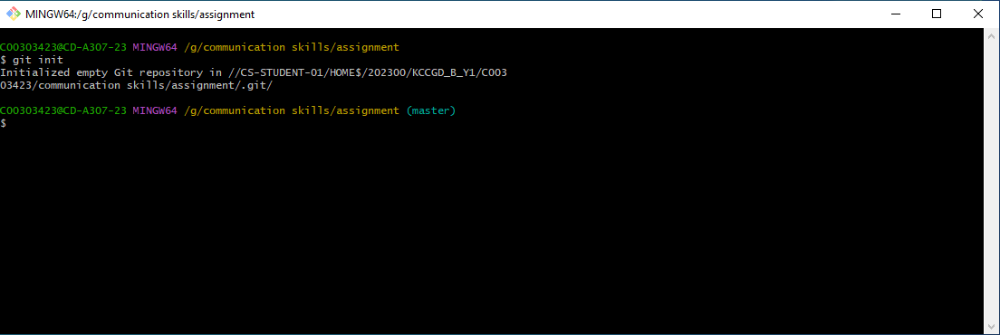 MINGW64:/g/communication skills/assignment
C00303423@CD-A307-23 MINGW64 /g/communication skills/assignment
$ git init
Initialized empty Git repository in //CS-STUDENT-01/HOME$/202300/KCCGD_B_Y1/C003
03423/communication skills/assignment/.git/
C00303423@CD-A307-23 MINGW64 /g/communication skills/assignment (master)
$